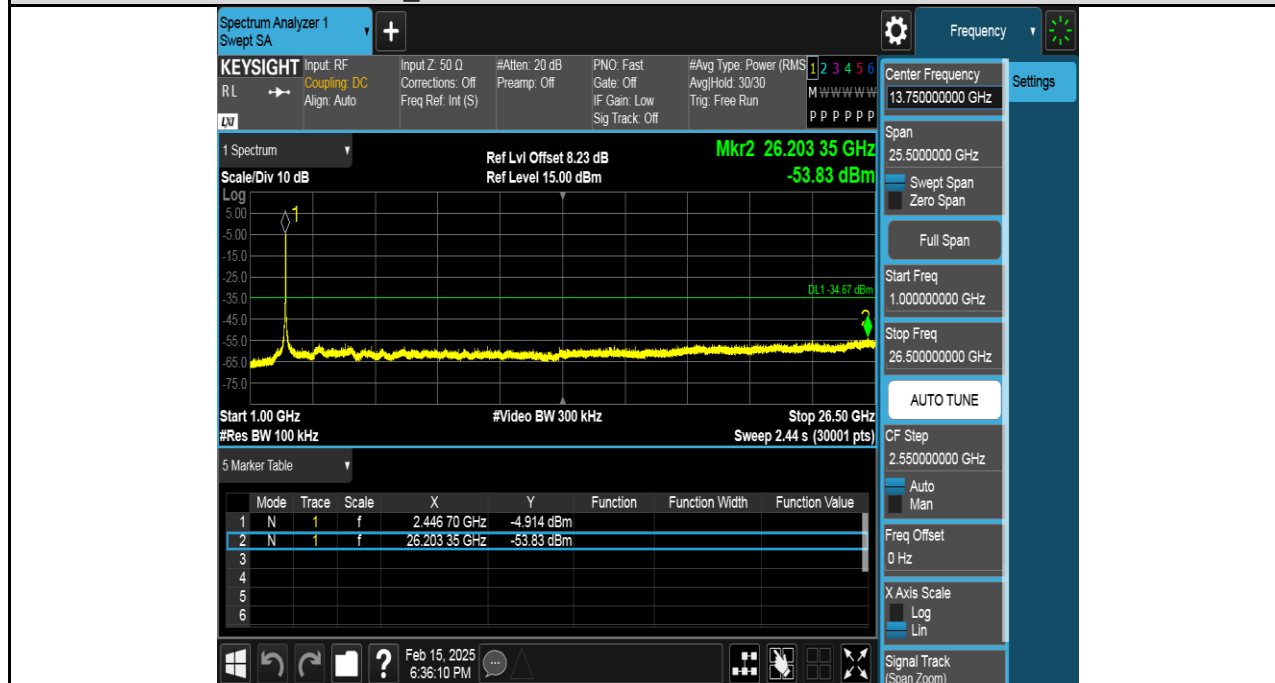 Spectrum Analyzer 1
Swept SA
+
Frequency
KEYSIGHT
RL
LXI
Input: RF
Coupling: DC
Align: Auto
Input Z: 50 Ω
Corrections: Off
Freq Ref: Int (S)
#Atten: 20 dB
Preamp: Off
PNO: Fast
Gate: Off
IF Gain: Low
Sig Track: Off
#Avg Type: Power (RMS
Avg|Hold: 30/30
Trig: Free Run
1 2 3 4 5 6
M W W W W W
P P P P P P
1 Spectrum
Scale/Div 10 dB
Ref Lvl Offset 8.23 dB
Ref Level 15.00 dBm
Mkr2 26.203 35 GHz
-53.83 dBm
Log
5.00
-5.00
-15.0
-25.0
-35.0
-45.0
-55.0
-65.0
-75.0
1
DL1 -34.67 dBm
2
Start 1.00 GHz
#Video BW 300 kHz
Stop 26.50 GHz
#Res BW 100 kHz
Sweep 2.44 s (30001 pts)
5 Marker Table
Mode Trace Scale X Y Function Function Width Function Value
1 N 1 f 2.446 70 GHz -4.914 dBm
2 N 1 f 26.203 35 GHz -53.83 dBm
3
4
5
6
?
Feb 15, 2025
6:36:10 PM
Center Frequency
13.750000000 GHz
Settings
Span
25.5000000 GHz
Swept Span
Zero Span
Full Span
Start Freq
1.000000000 GHz
Stop Freq
26.500000000 GHz
AUTO TUNE
CF Step
2.550000000 GHz
Auto
Man
Freq Offset
0 Hz
X Axis Scale
Log
Lin
Signal Track
(Span Zoom)